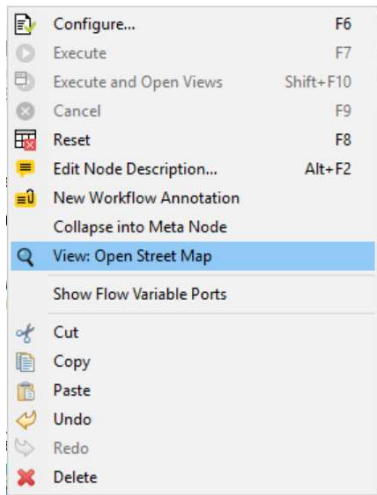 Configure... F6
Execute F7
Execute and Open Views Shift+F10
Cancel F9
Reset F8
Edit Node Description... Alt+F2
New Workflow Annotation
Collapse into Meta Node
View: Open Street Map
Show Flow Variable Ports
Cut
Copy
Paste
Undo
Redo
Delete